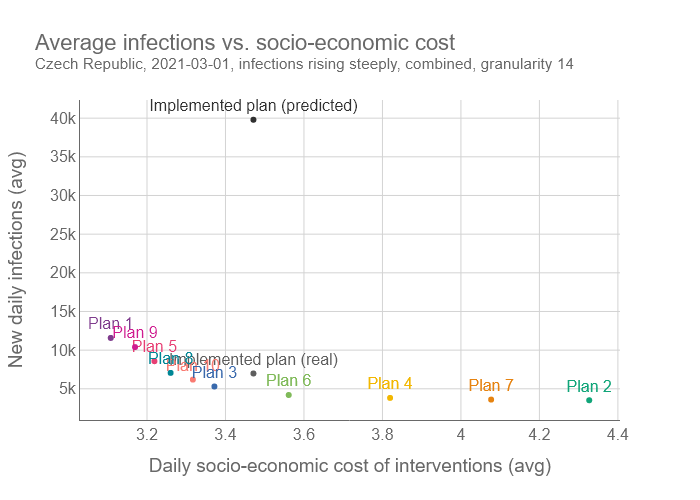 Average infections vs. socio-economic cost
Czech Republic, 2021-03-01, infections rising steeply, combined, granularity 14
Implemented plan (predicted)
40k
35k
30k
25k
20k
15k
10k
5k
New daily infections (avg)
Plan 1
Plan 9
Plan 5
Plan 8
Implemented plan (real)
Plan 10
Plan 3
Plan 6
Plan 4
Plan 7
Plan 2
3.2
3.4
3.6
3.8
4
4.2
4.4
Daily socio-economic cost of interventions (avg)